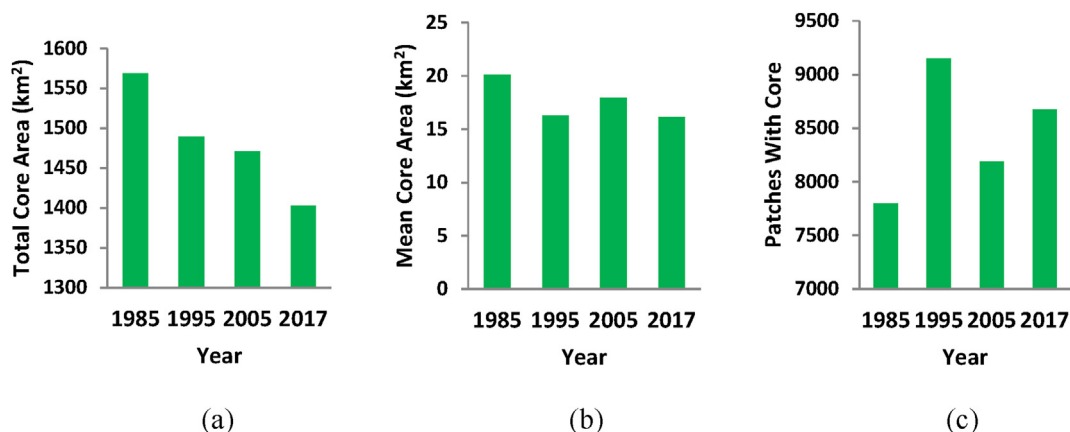 Total Core Area (km²)
1600
1550
1500
1450
1400
1350
1300
1985 1995 2005 2017
Year
(a)
Mean Core Area (km²)
25
20
15
10
5
0
1985 1995 2005 2017
Year
(b)
Patches With Core
9500
9000
8500
8000
7500
7000
1985 1995 2005 2017
Year
(c)